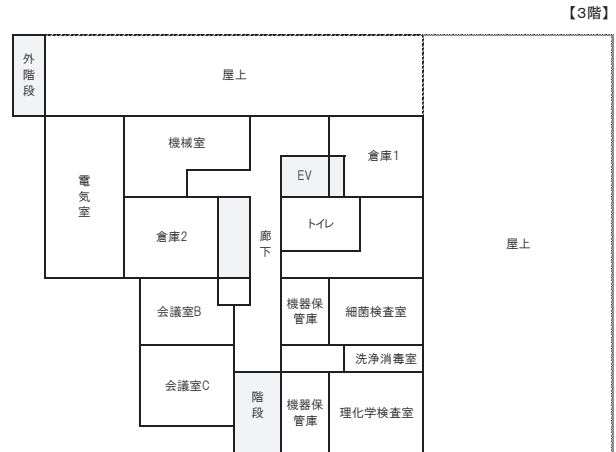 【3階】
外階段
屋上
機械室
倉庫1
EV
電気室
トイレ
倉庫2
廊下
屋上
会議室B
機器保
管庫
細菌検査室
洗浄消毒室
会議室C
階段
機器保
管庫
理化学検査室